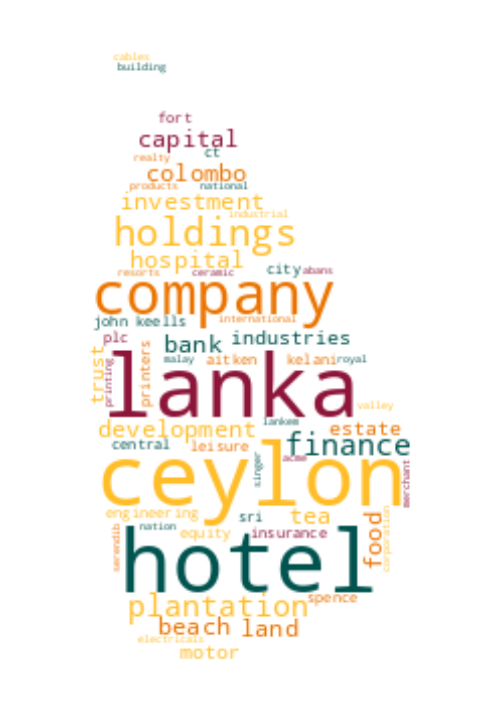 cables
building
fort
capital
ct
realty
colombo
products national
investment
industrial
holdings
hospital
city abans
resorts ceramic
company
international
john keells
plc bank industries
trust
printing
printers
malay aitken kelani royal
lanka
valley
lankem
development estate
central leisure finance
singer
acme
merchant
ceylon
engineering sri tea
nation equity insurance
serendib
food
corporation
hotel
spence
plantation
beach land
electricals
motor